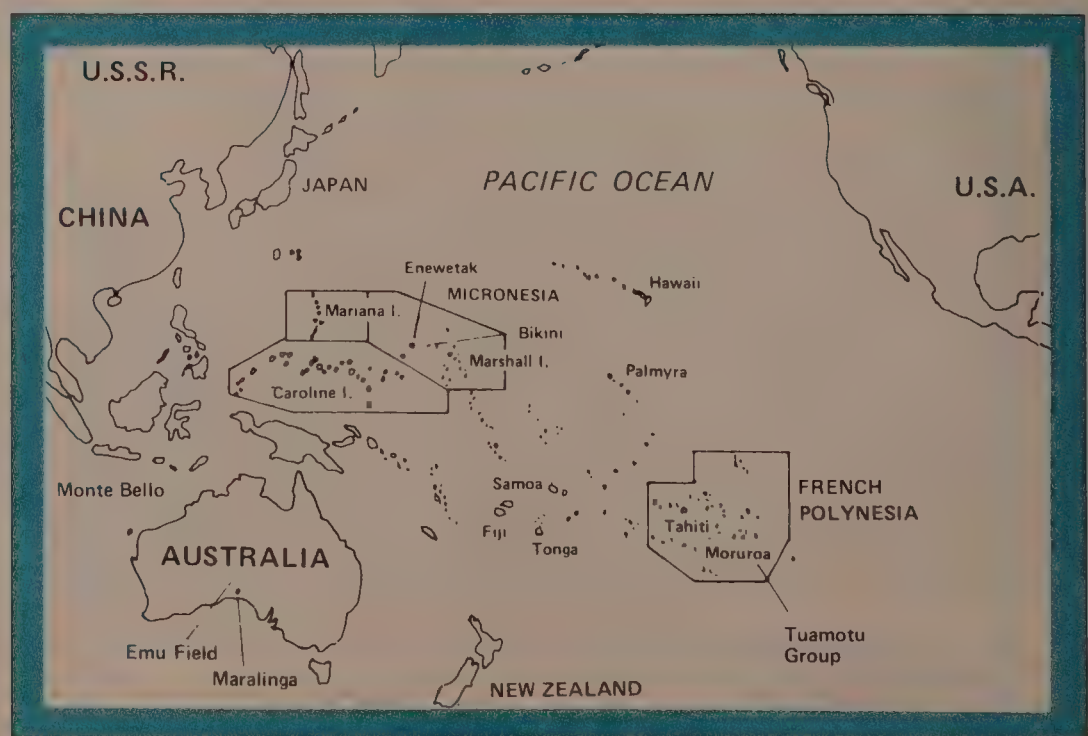 U.S.S.R.
JAPAN
PACIFIC OCEAN
U.S.A.
CHINA
Enewetak
MICRONESIA
Hawaii
Mariana I.
Bikini
Marshall I.
Palmyra
Caroline I.
Monte Bello
Samoa
FRENCH
POLYNESIA
Tahiti
Fiji
Tonga
Moruroa
AUSTRALIA
Tuamotu
Group
Emu Field
Maralinga
NEW ZEALAND